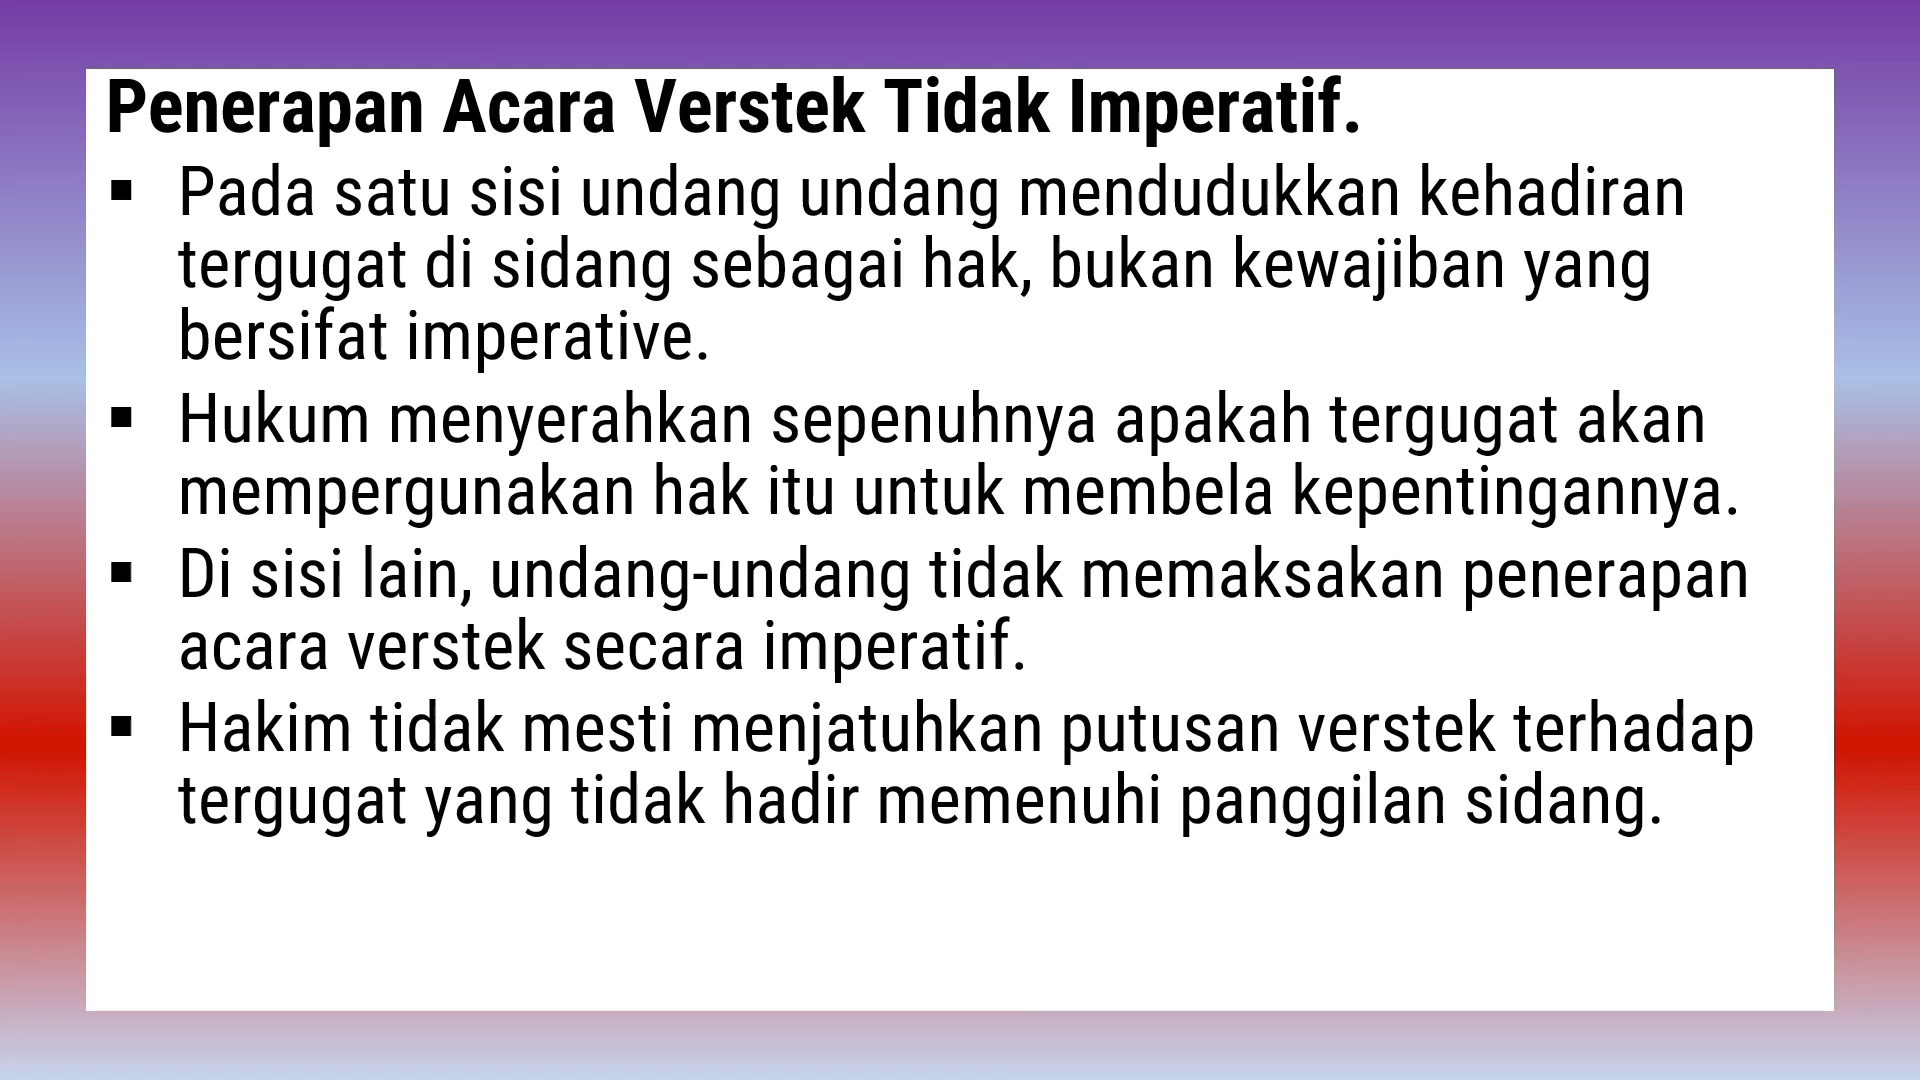 Penerapan Acara Verstek Tidak Imperatif.
▪ Pada satu sisi undang undang mendudukkan kehadiran
tergugat di sidang sebagai hak, bukan kewajiban yang
bersifat imperative.
▪ Hukum menyerahkan sepenuhnya apakah tergugat akan
mempergunakan hak itu untuk membela kepentingannya.
▪ Di sisi lain, undang-undang tidak memaksakan penerapan
acara verstek secara imperatif.
▪ Hakim tidak mesti menjatuhkan putusan verstek terhadap
tergugat yang tidak hadir memenuhi panggilan sidang.